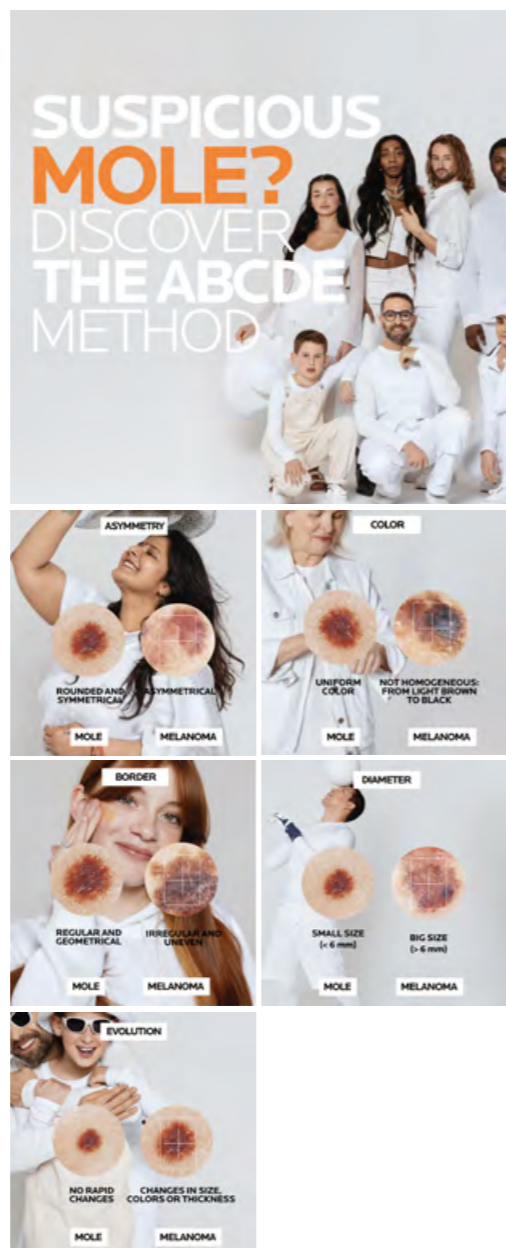 SUSPICIOUS
MOLE?
DISCOVER
THE ABCDE
METHOD
ASYMMETRY
ROUNDED AND
SYMMETRICAL
ASYMMETRICAL
MOLE
MELANOMA
COLOR
UNIFORM
COLOR
NOT HOMOGENEOUS:
FROM LIGHT BROWN
TO BLACK
MOLE
MELANOMA
BORDER
REGULAR AND
GEOMETRICAL
IRREGULAR AND
UNEVEN
MOLE
MELANOMA
DIAMETER
SMALL SIZE
(< 6 mm)
BIG SIZE
(> 6 mm)
MOLE
MELANOMA
EVOLUTION
NO RAPID
CHANGES
CHANGES IN SIZE,
COLORS OR THICKNESS
MOLE
MELANOMA